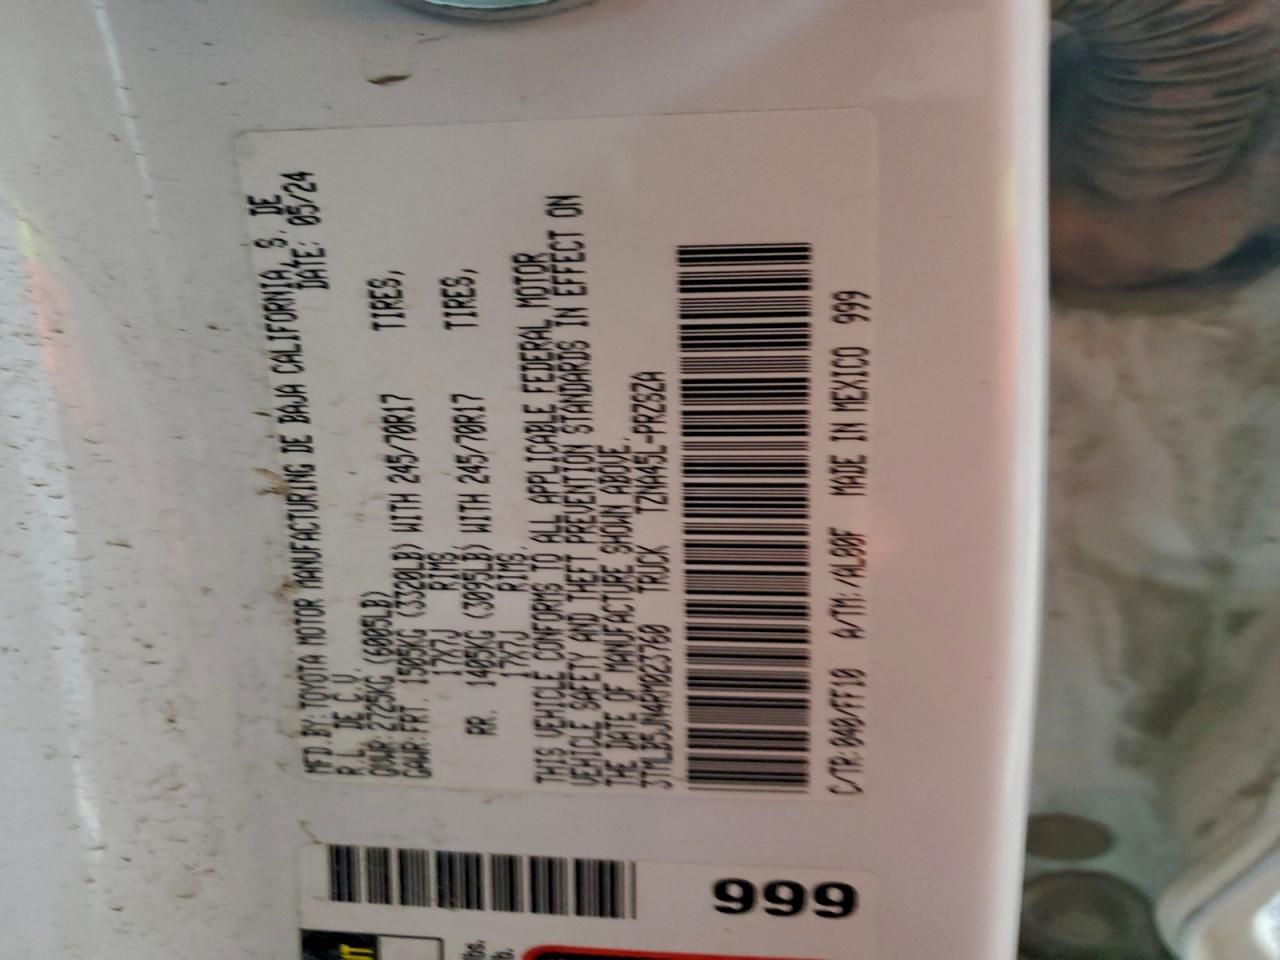 MFD.BY:TOYOTA MOTOR MANUFACTURING DE BAJA CALIFORNIA, S. DE
R.L. DE C.V. DATE: 05/24
GVWR:2725KG (6005LB)
GAWR:FRT. 1505KG (3320LB) WITH 245/70R17 TIRES,
17X7J RIMS,
RR. 1405KG (3095LB) WITH 245/70R17 TIRES,
17X7J RIMS,
THIS VEHICLE CONFORMS TO ALL APPLICABLE FEDERAL MOTOR
VEHICLE SAFETY AND THEFT PREVENTION STANDARDS IN EFFECT ON
THE DATE OF MANUFACTURE SHOWN ABOVE.
3TMLB5JN4RM027760 TRUCK TZNA45L-PRZSZA
C/TR:040/FF10 A/TM:/AL00F MADE IN MEXICO 999
999
lbs.